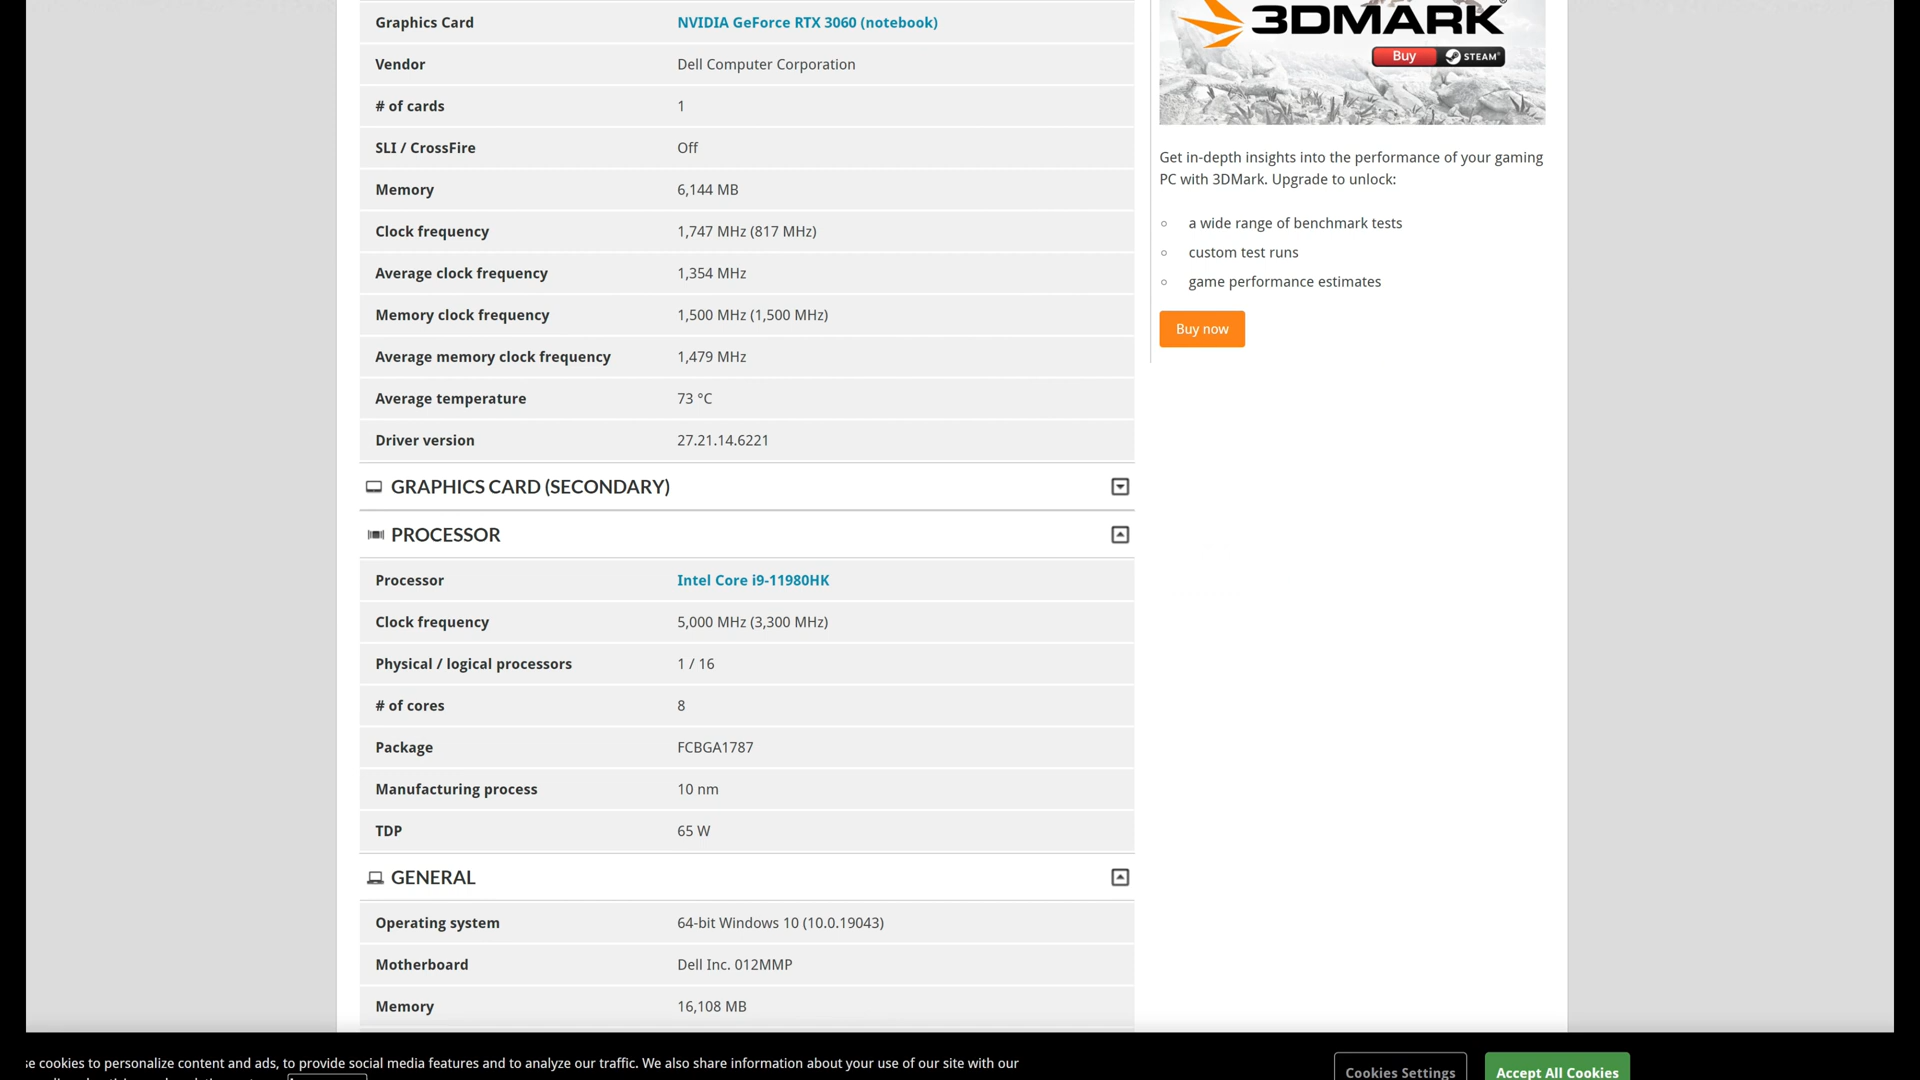 Graphics Card NVIDIA GeForce RTX 3060 (notebook)
Vendor Dell Computer Corporation
# of cards 1
SLI / CrossFire Off
Memory 6,144 MB
Clock frequency 1,747 MHz (817 MHz)
Average clock frequency 1,354 MHz
Memory clock frequency 1,500 MHz (1,500 MHz)
Average memory clock frequency 1,479 MHz
Average temperature 73 °C
Driver version 27.21.14.6221
GRAPHICS CARD (SECONDARY)
PROCESSOR
Processor Intel Core i9-11980HK
Clock frequency 5,000 MHz (3,300 MHz)
Physical / logical processors 1 / 16
# of cores 8
Package FCBGA1787
Manufacturing process 10 nm
TDP 65 W
GENERAL
Operating system 64-bit Windows 10 (10.0.19043)
Motherboard Dell Inc. 012MMP
Memory 16,108 MB
3DMARK®
Buy STEAM®
Get in-depth insights into the performance of your gaming
PC with 3DMark. Upgrade to unlock:
a wide range of benchmark tests
custom test runs
game performance estimates
Buy now
cookies to personalize content and ads, to provide social media features and to analyze our traffic. We also share information about your use of our site with our
Cookies Settings
Accept All Cookies